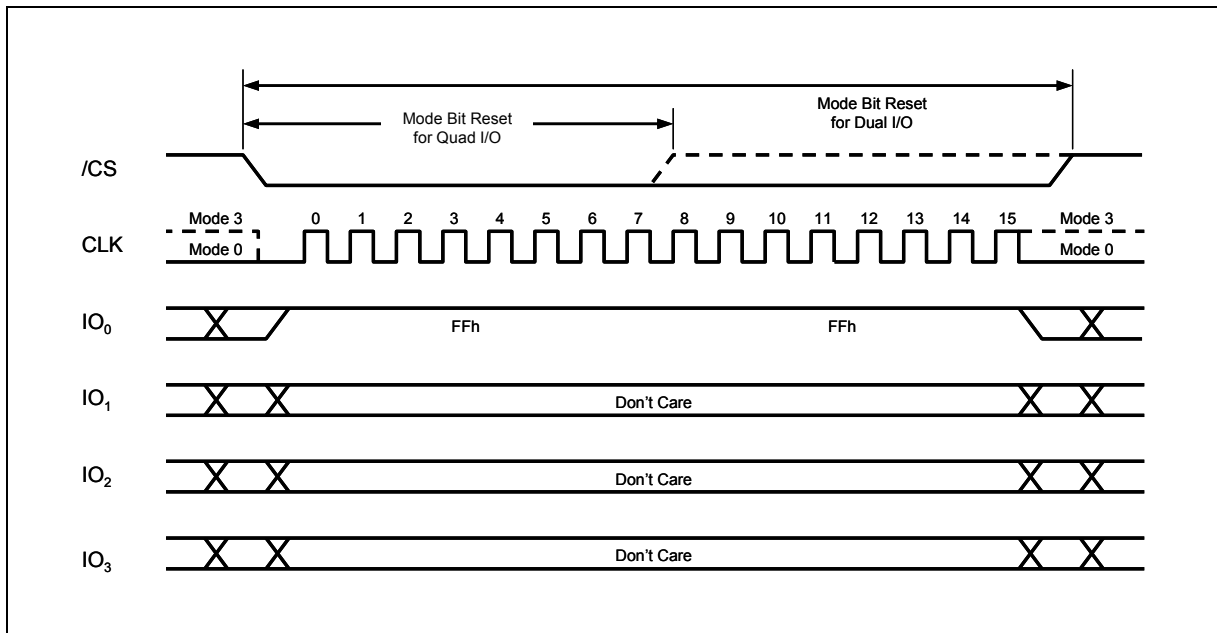 Mode Bit Reset
for Dual I/O
Mode Bit Reset
for Quad I/O
/CS
Mode 3
0 1 2 3 4 5 6 7 8 9 10 11 12 13 14 15
Mode 3
CLK
Mode 0
Mode 0
IO0
FFh
FFh
IO1
Don't Care
IO2
Don't Care
IO3
Don't Care